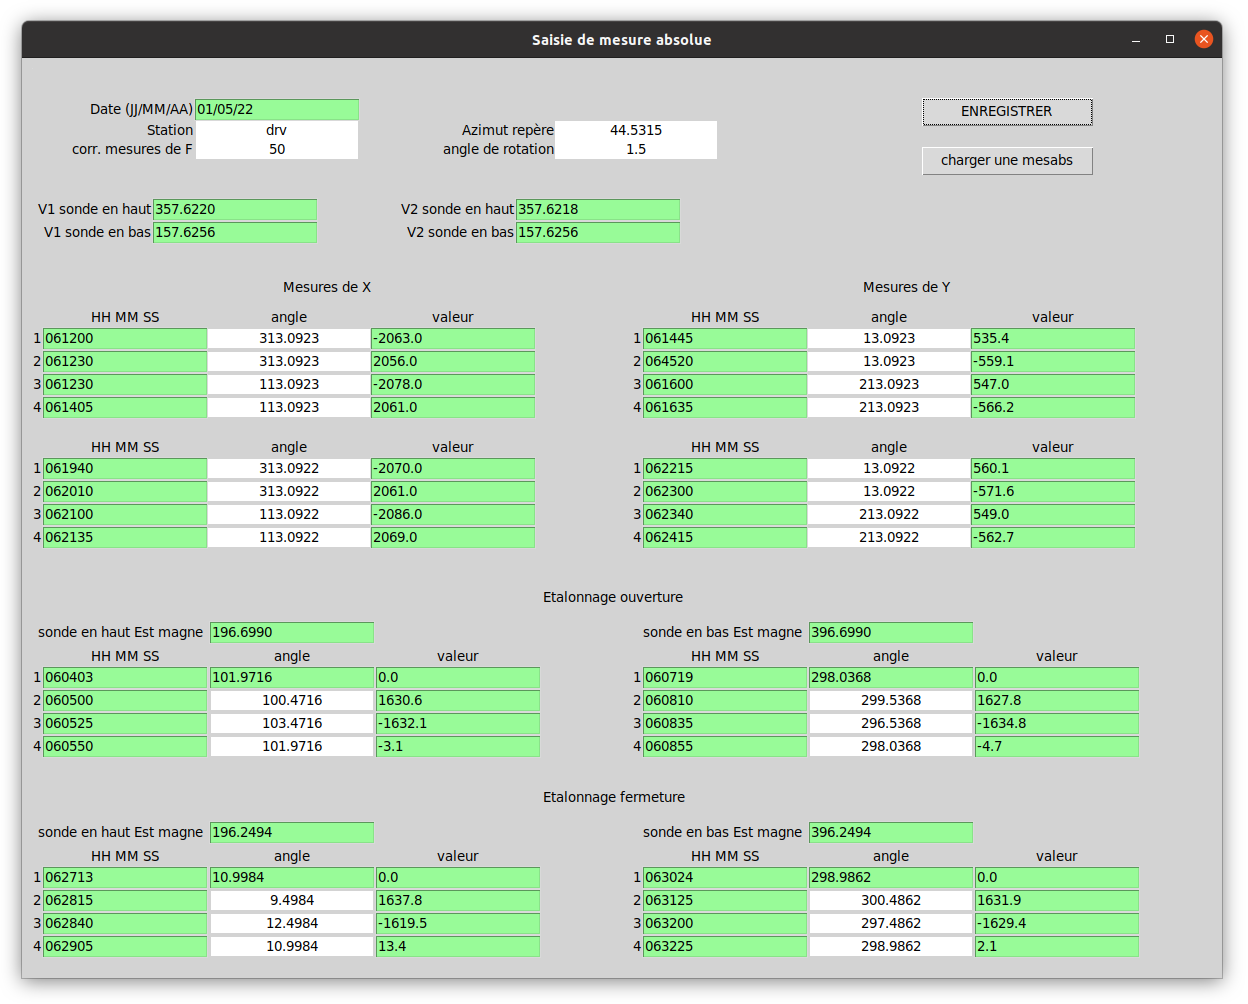 Saisie de mesure absolue
Date (JJ/MM/AA) 01/05/22 ENREGISTRER
Station drv Azimut repère 44.5315
corr. mesures de F 50 angle de rotation 1.5
charger une mesabs
V1 sonde en haut 357.6220 V2 sonde en haut 357.6218
V1 sonde en bas 157.6256 V2 sonde en bas 157.6256
Mesures de X Mesures de Y
HH MM SS angle valeur HH MM SS angle valeur
1 061200 313.0923 -2063.0 1 061445 13.0923 535.4
2 061230 313.0923 2056.0 2 064520 13.0923 -559.1
3 061230 113.0923 -2078.0 3 061600 213.0923 547.0
4 061405 113.0923 2061.0 4 061635 213.0923 -566.2
HH MM SS angle valeur HH MM SS angle valeur
1 061940 313.0922 -2070.0 1 062215 13.0922 560.1
2 062010 313.0922 2061.0 2 062300 13.0922 -571.6
3 062100 113.0922 -2086.0 3 062340 213.0922 549.0
4 062135 113.0922 2069.0 4 062415 213.0922 -562.7
Etalonnage ouverture
sonde en haut Est magne 196.6990 sonde en bas Est magne 396.6990
HH MM SS angle valeur HH MM SS angle valeur
1 060403 101.9716 0.0 1 060719 298.0368 0.0
2 060500 100.4716 1630.6 2 060810 299.5368 1627.8
3 060525 103.4716 -1632.1 3 060835 296.5368 -1634.8
4 060550 101.9716 -3.1 4 060855 298.0368 -4.7
Etalonnage fermeture
sonde en haut Est magne 196.2494 sonde en bas Est magne 396.2494
HH MM SS angle valeur HH MM SS angle valeur
1 062713 10.9984 0.0 1 063024 298.9862 0.0
2 062815 9.4984 1637.8 2 063125 300.4862 1631.9
3 062840 12.4984 -1619.5 3 063200 297.4862 -1629.4
4 062905 10.9984 13.4 4 063225 298.9862 2.1